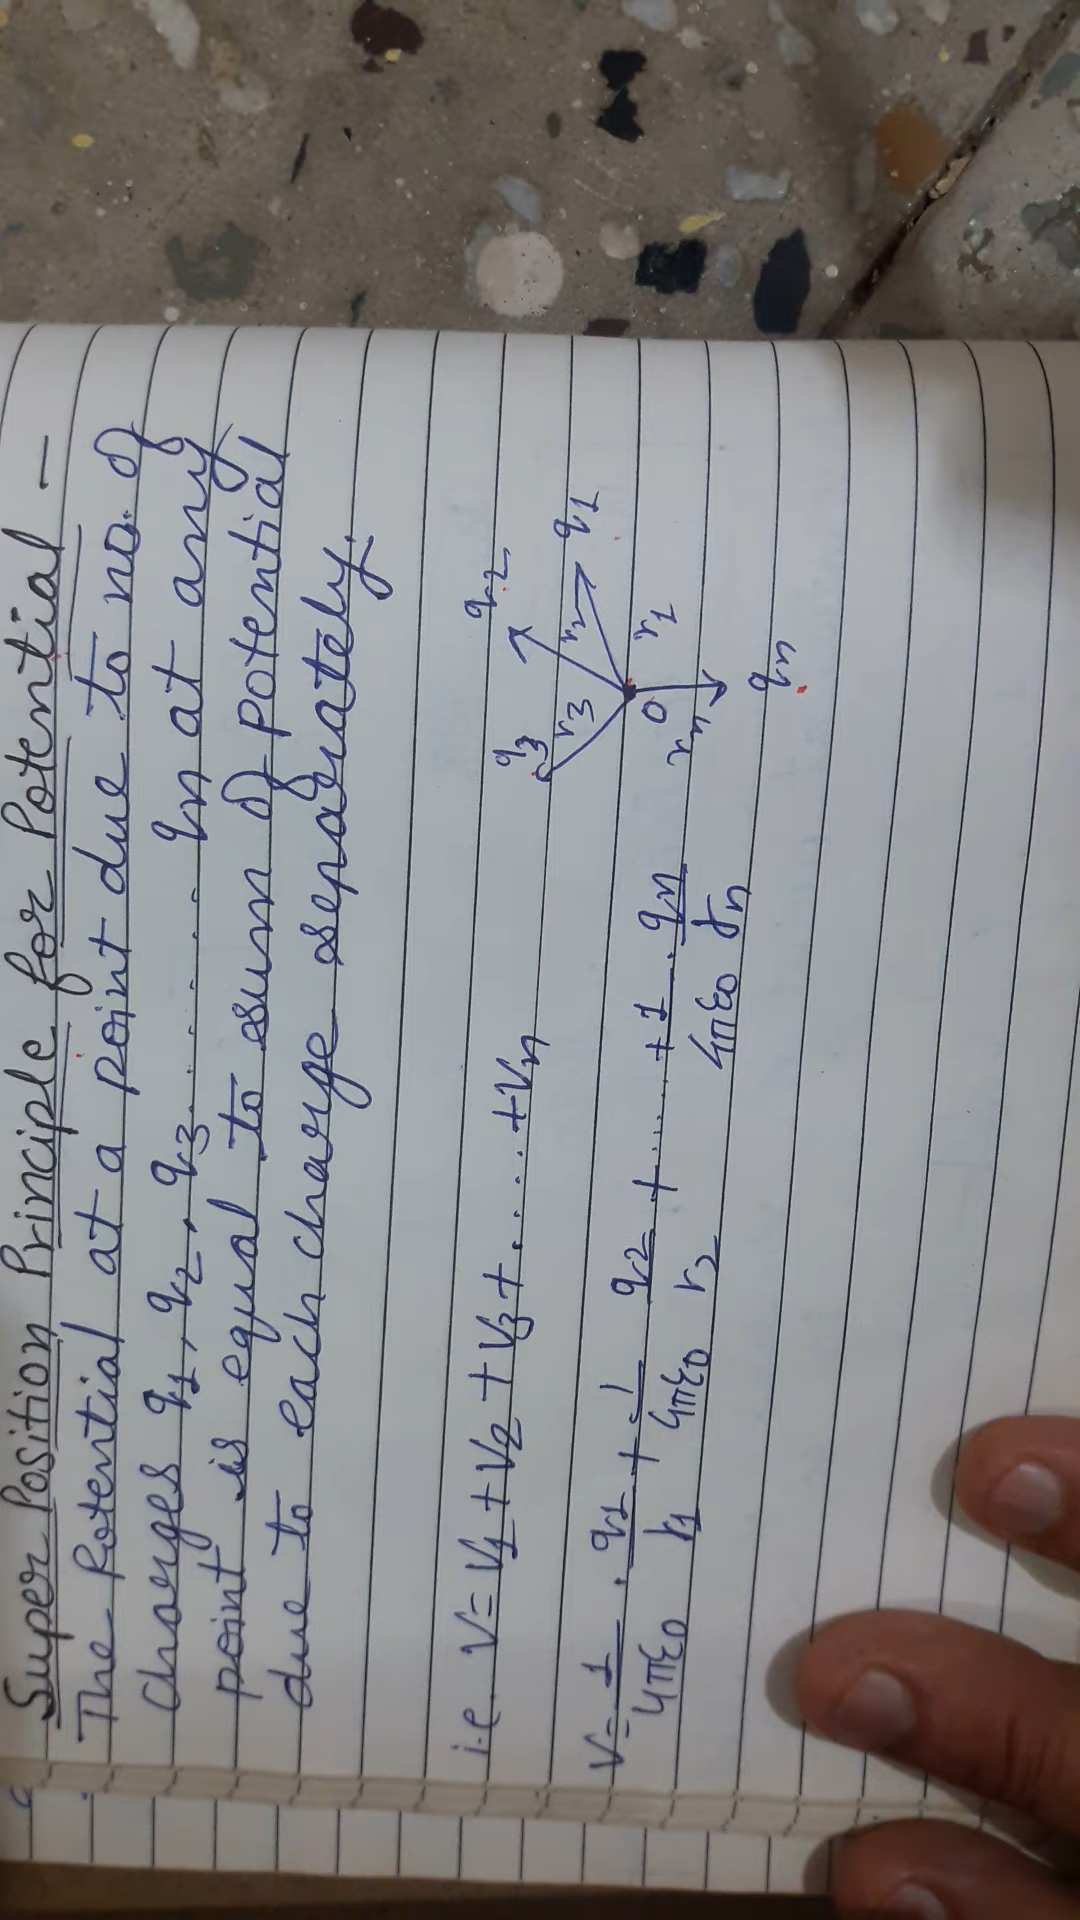 Super Position Principle for Potential -
The Potential at a point due to no. of
charges q1, q2, q3 ........ qn at any
point is equal to sum of potential
due to each charge seprately.
i.e. V = V1 + V2 + V3 + ..... + Vn
V = 1/4πε0 . q1/r1 + 1/4πε0 q2/r2 + ..... + 1/4πε0 . qn/rn
q3
q2
q1
r3
r2
r1
O
rn
qn